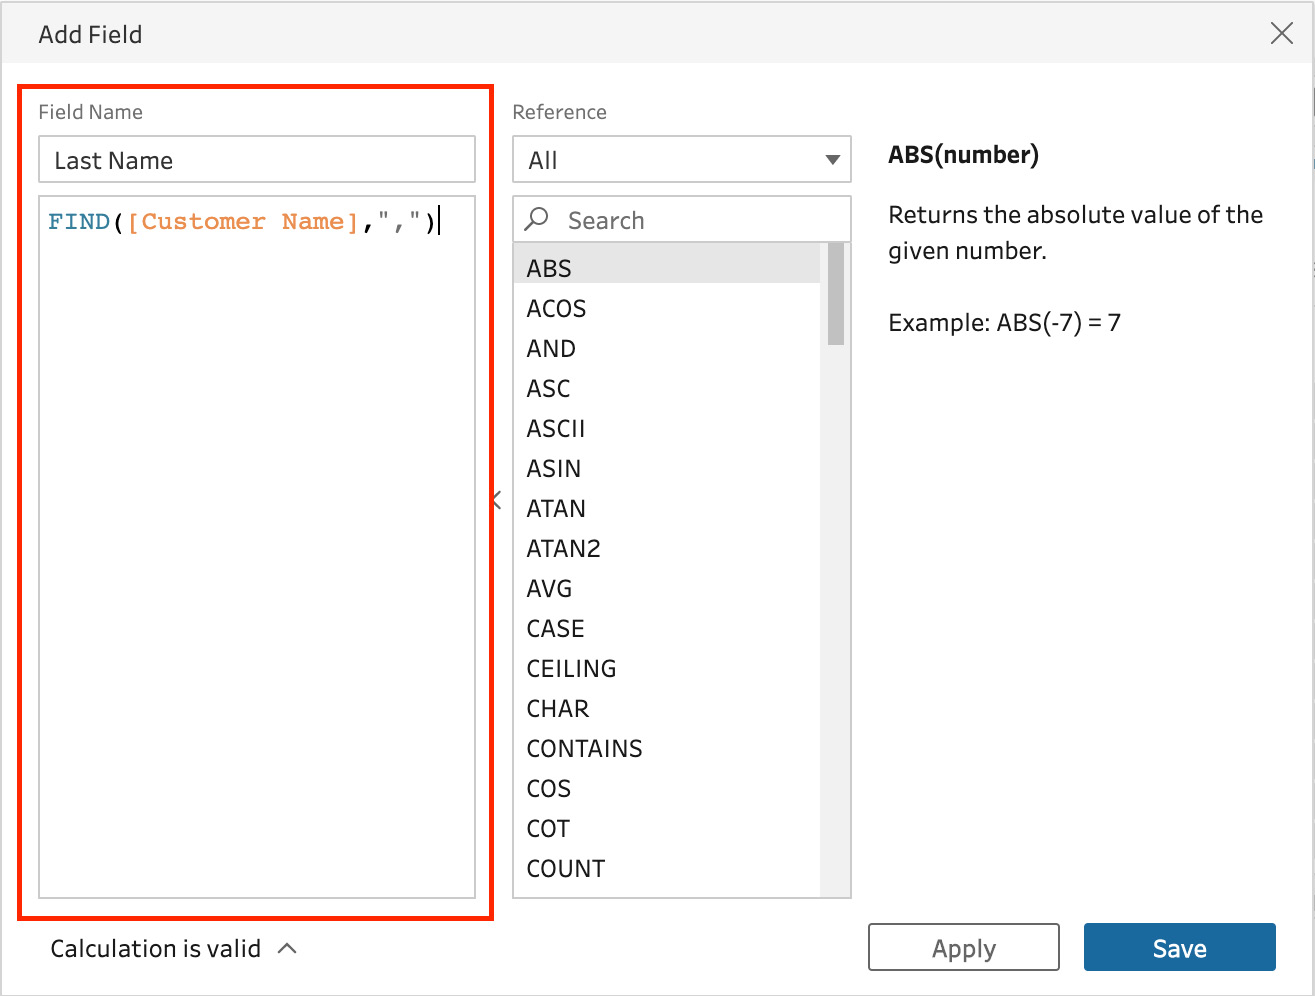 Add Field
Field Name
Last Name
FIND([Customer Name],",")
Reference
All
Search
ABS
ACOS
AND
ASC
ASCII
ASIN
ATAN
ATAN2
AVG
CASE
CEILING
CHAR
CONTAINS
COS
COT
COUNT
ABS(number)
Returns the absolute value of the
given number.
Example: ABS(-7) = 7
Calculation is valid
Apply
Save